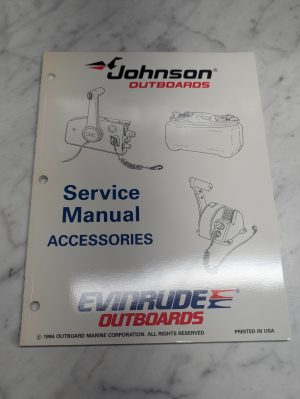 Johnson
OUTBOARDS
Service
Manual
ACCESSORIES
EVINRUDE
OUTBOARDS
© 1994 OUTBOARD MARINE CORPORATION. ALL RIGHTS RESERVED. PRINTED IN USA